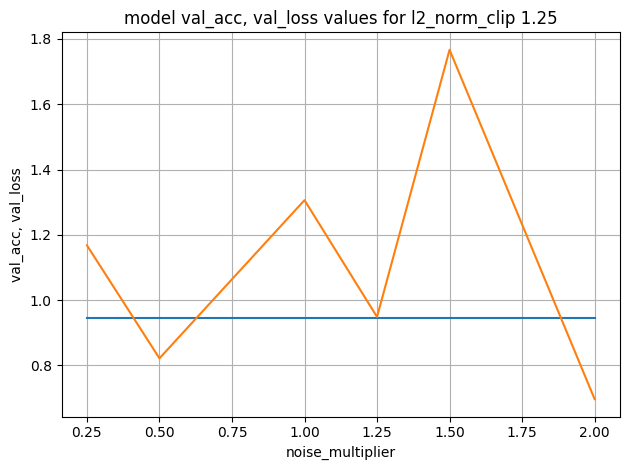 model val_acc, val_loss values for l2_norm_clip 1.25
val_acc, val_loss
1.8
1.6
1.4
1.2
1.0
0.8
0.25 0.50 0.75 1.00 1.25 1.50 1.75 2.00
noise_multiplier